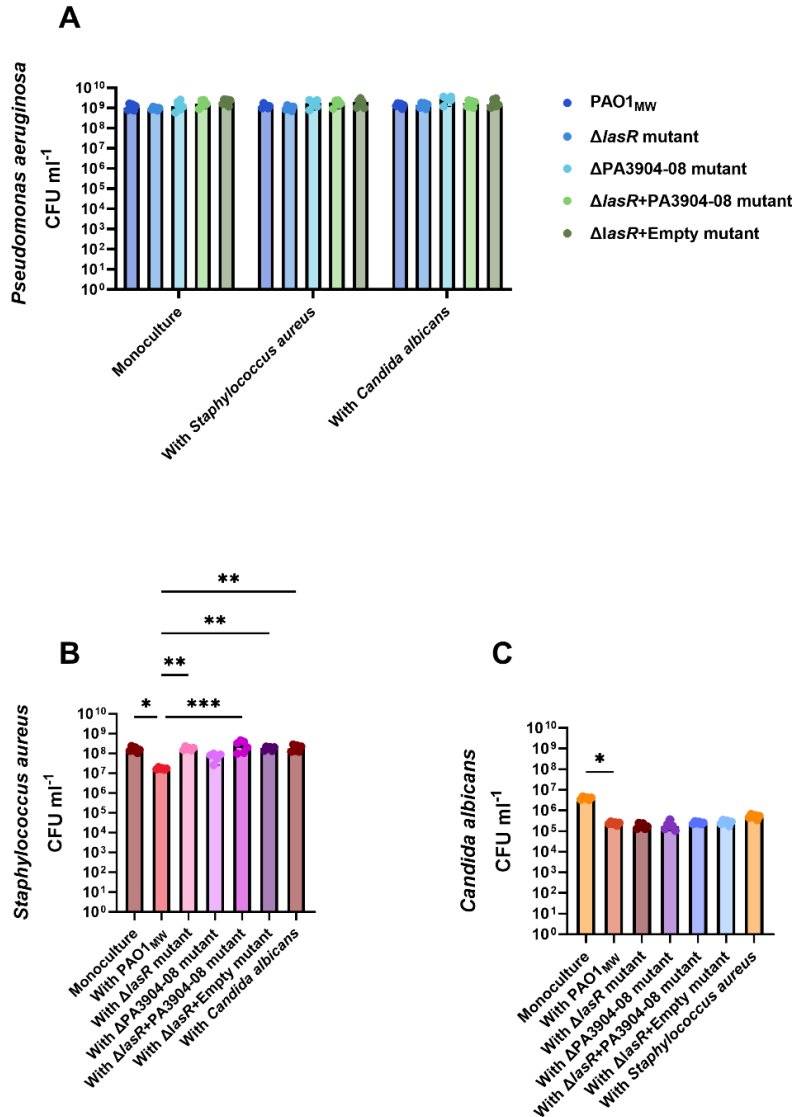 A
Pseudomonas aeruginosa
CFU ml⁻¹
10¹⁰
10⁹
10⁸
10⁷
10⁶
10⁵
10⁴
10³
10²
10¹
10⁰
Monoculture
With Staphylococcus aureus
With Candida albicans
PAO1MW
ΔlasR mutant
ΔPA3904-08 mutant
ΔlasR+PA3904-08 mutant
ΔlasR+Empty mutant
B
**
**
**
*
***
Staphylococcus aureus
CFU ml⁻¹
10¹⁰
10⁹
10⁸
10⁷
10⁶
10⁵
10⁴
10³
10²
10¹
10⁰
Monoculture
With PAO1MW
With ΔlasR mutant
With ΔPA3904-08 mutant
With ΔlasR+PA3904-08 mutant
With ΔlasR+Empty mutant
With Candida albicans
C
*
Candida albicans
CFU ml⁻¹
10¹⁰
10⁹
10⁸
10⁷
10⁶
10⁵
10⁴
10³
10²
10¹
10⁰
Monoculture
With PAO1MW
With ΔlasR mutant
With ΔPA3904-08 mutant
With ΔlasR+PA3904-08 mutant
With ΔlasR+Empty mutant
With Staphylococcus aureus